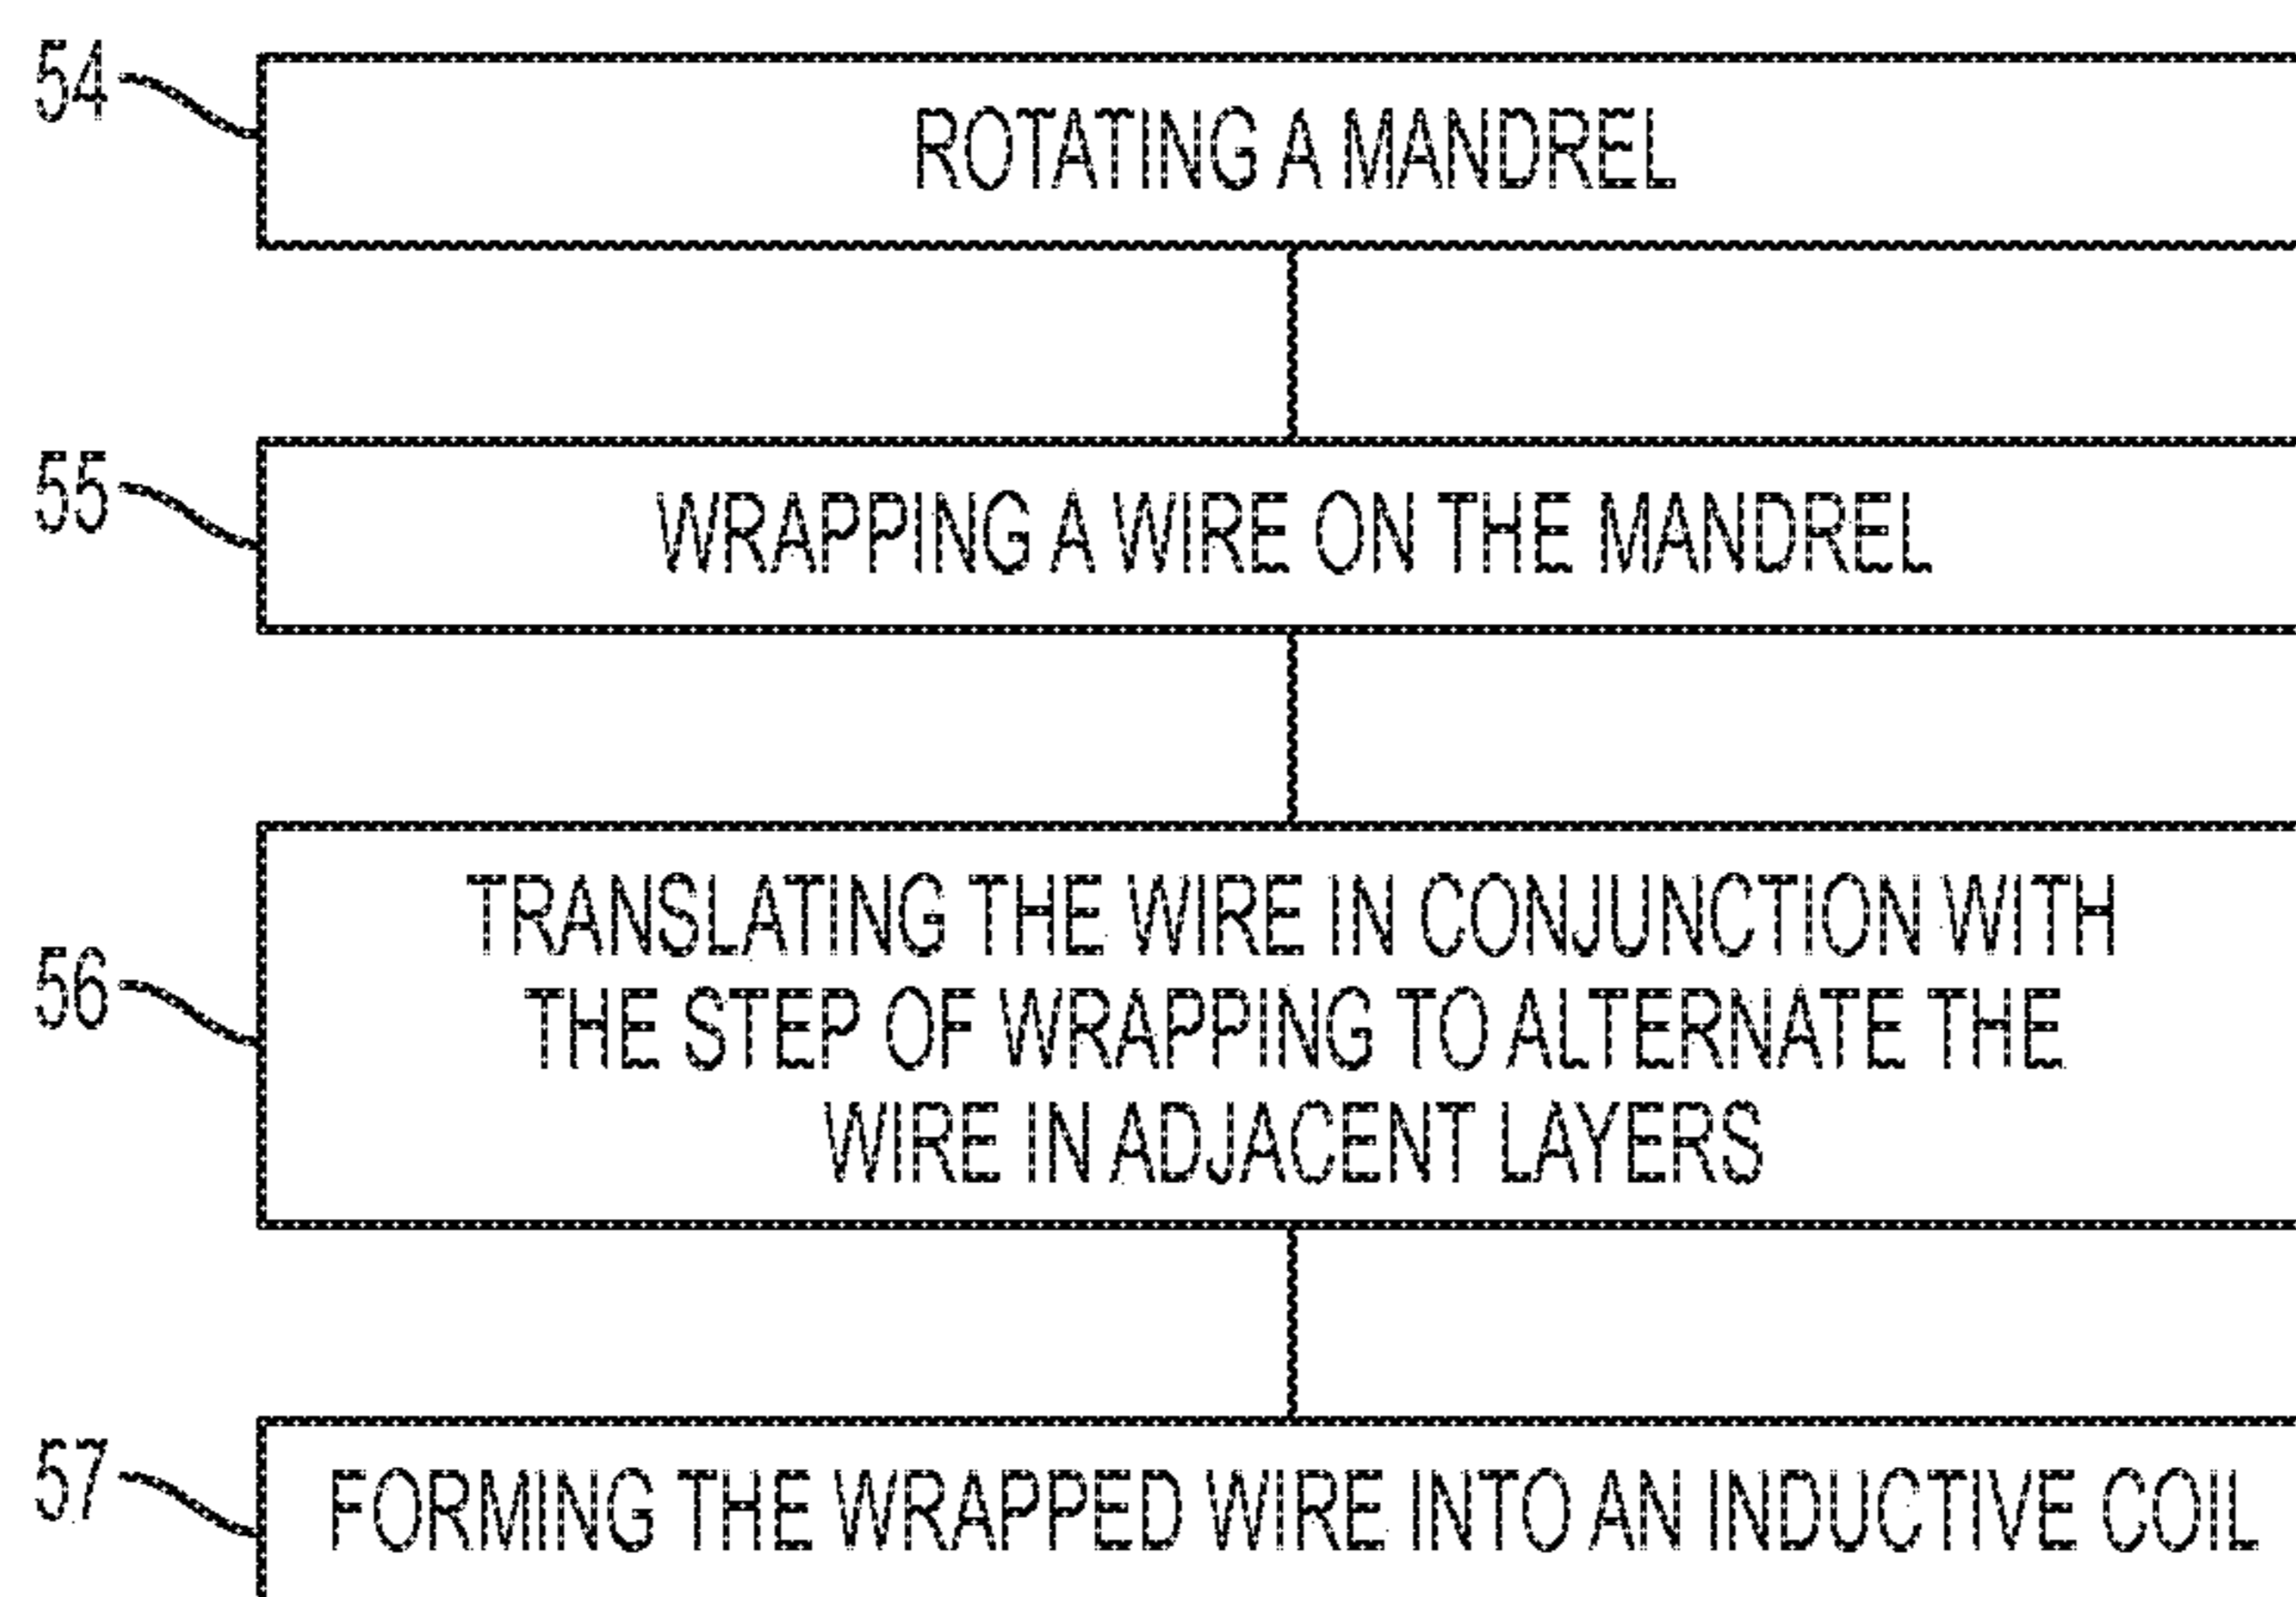 54
ROTATING A MANDREL
55
WRAPPING A WIRE ON THE MANDREL
56
TRANSLATING THE WIRE IN CONJUNCTION WITH
THE STEP OF WRAPPING TO ALTERNATE THE
WIRE IN ADJACENT LAYERS
57
FORMING THE WRAPPED WIRE INTO AN INDUCTIVE COIL